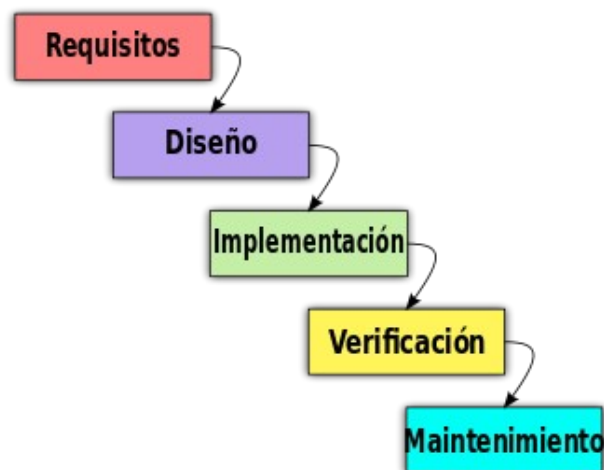 Requisitos
Diseño
Implementación
Verificación
Maintenimiento